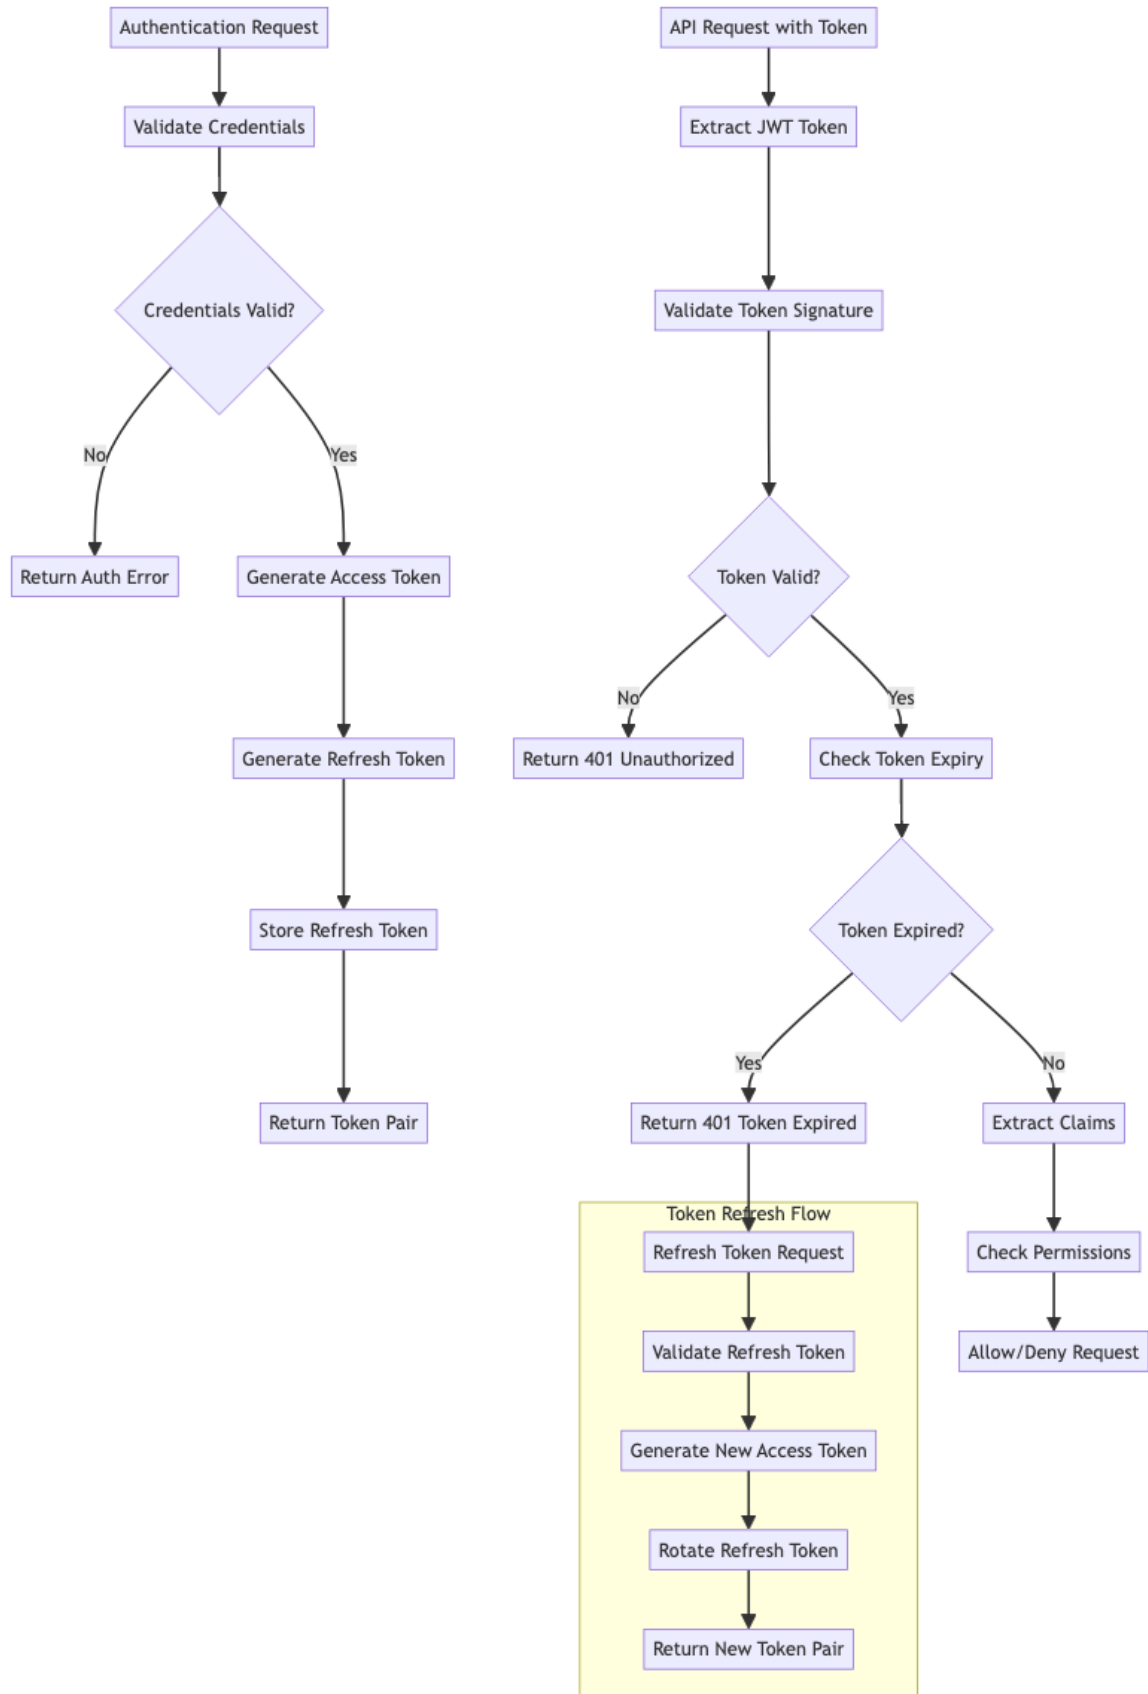 Authentication Request
Validate Credentials
Credentials Valid?
No
Yes
Return Auth Error
Generate Access Token
Generate Refresh Token
Store Refresh Token
Return Token Pair
API Request with Token
Extract JWT Token
Validate Token Signature
Token Valid?
No
Yes
Return 401 Unauthorized
Check Token Expiry
Token Expired?
Yes
No
Return 401 Token Expired
Extract Claims
Check Permissions
Allow/Deny Request
Token Refresh Flow
Refresh Token Request
Validate Refresh Token
Generate New Access Token
Rotate Refresh Token
Return New Token Pair